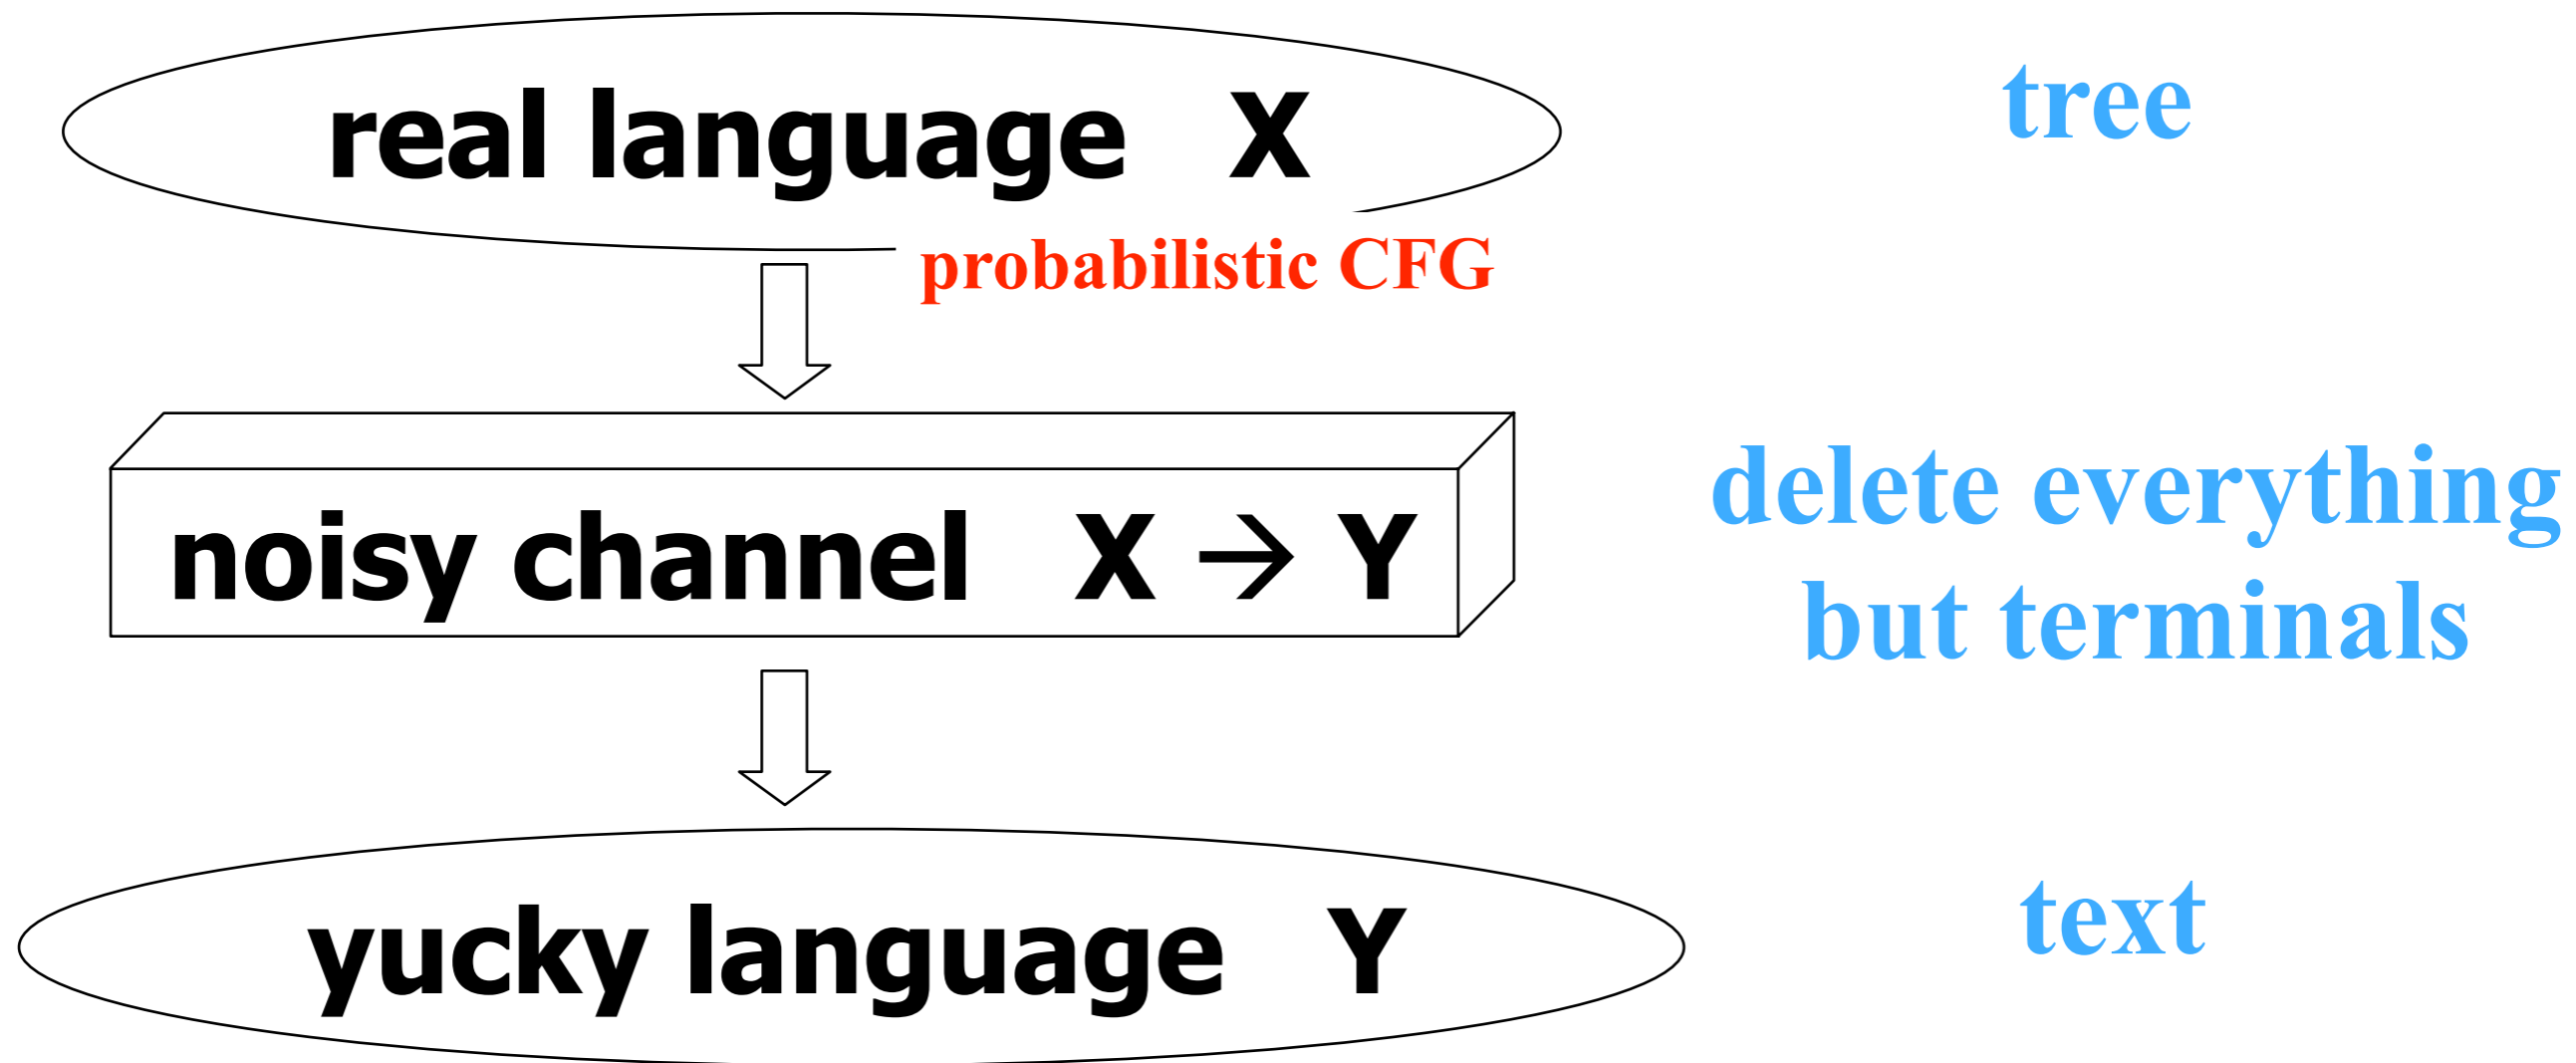 real language X
tree
probabilistic CFG
noisy channel X → Y
delete everything
but terminals
yucky language Y
text